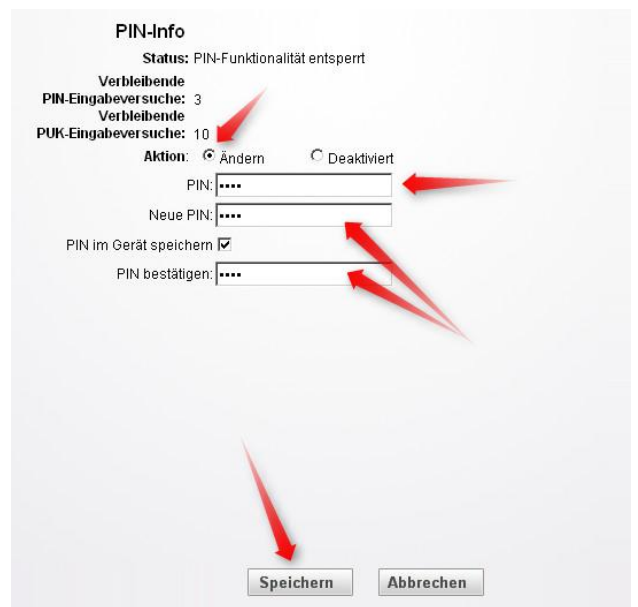 PIN-Info
Status: PIN-Funktionalität entsperrt
Verbleibende
PIN-Eingabeversuche: 3
Verbleibende
PUK-Eingabeversuche: 10
Aktion: Ändern Deaktiviert
PIN: ••••
Neue PIN: ••••
PIN im Gerät speichern
PIN bestätigen: ••••
Speichern Abbrechen